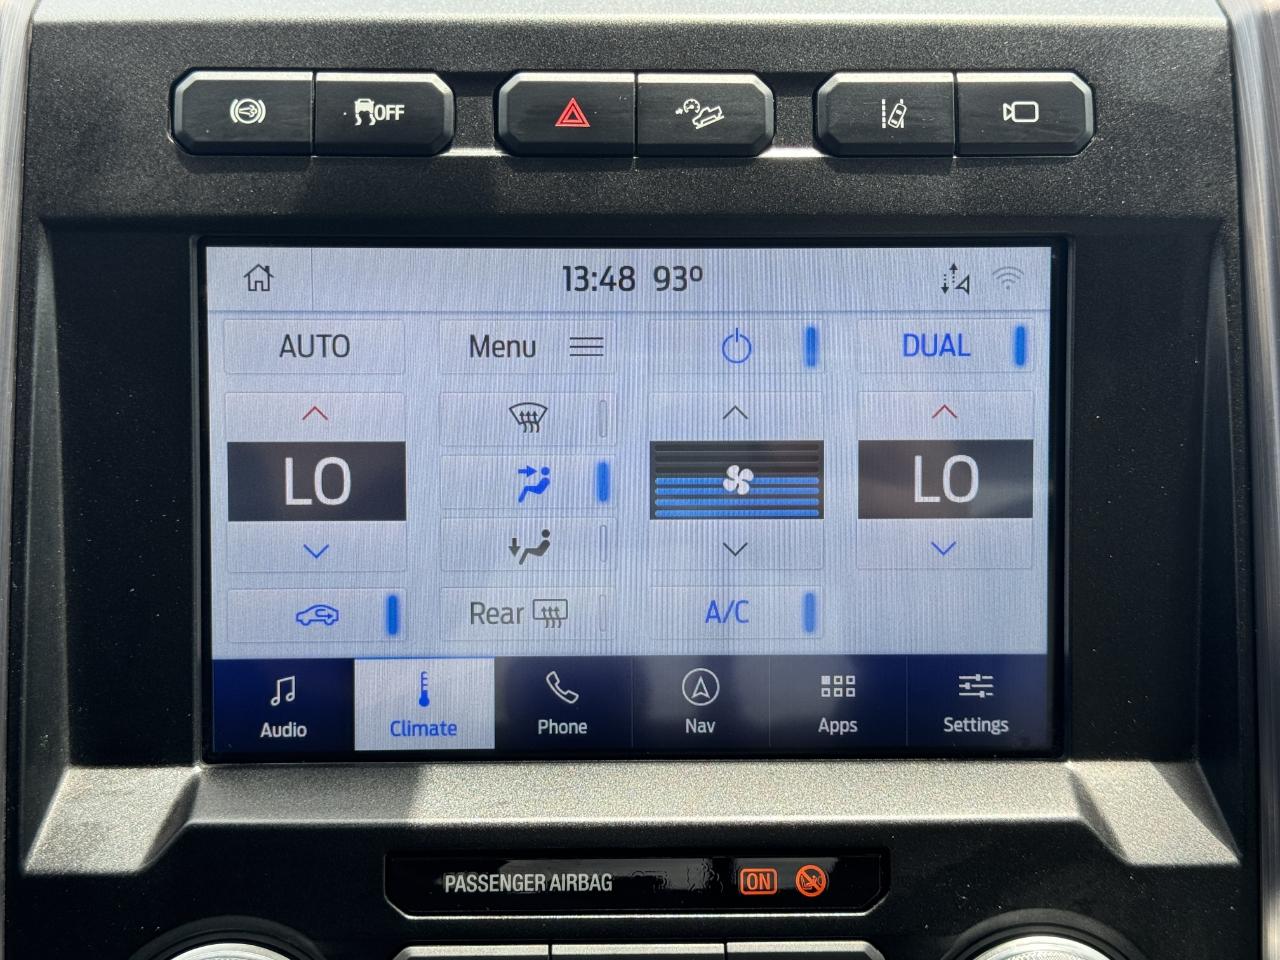 OFF
13:48 93º
AUTO Menu DUAL
LO LO
Rear A/C
Audio Climate Phone Nav Apps Settings
PASSENGER AIRBAG ON